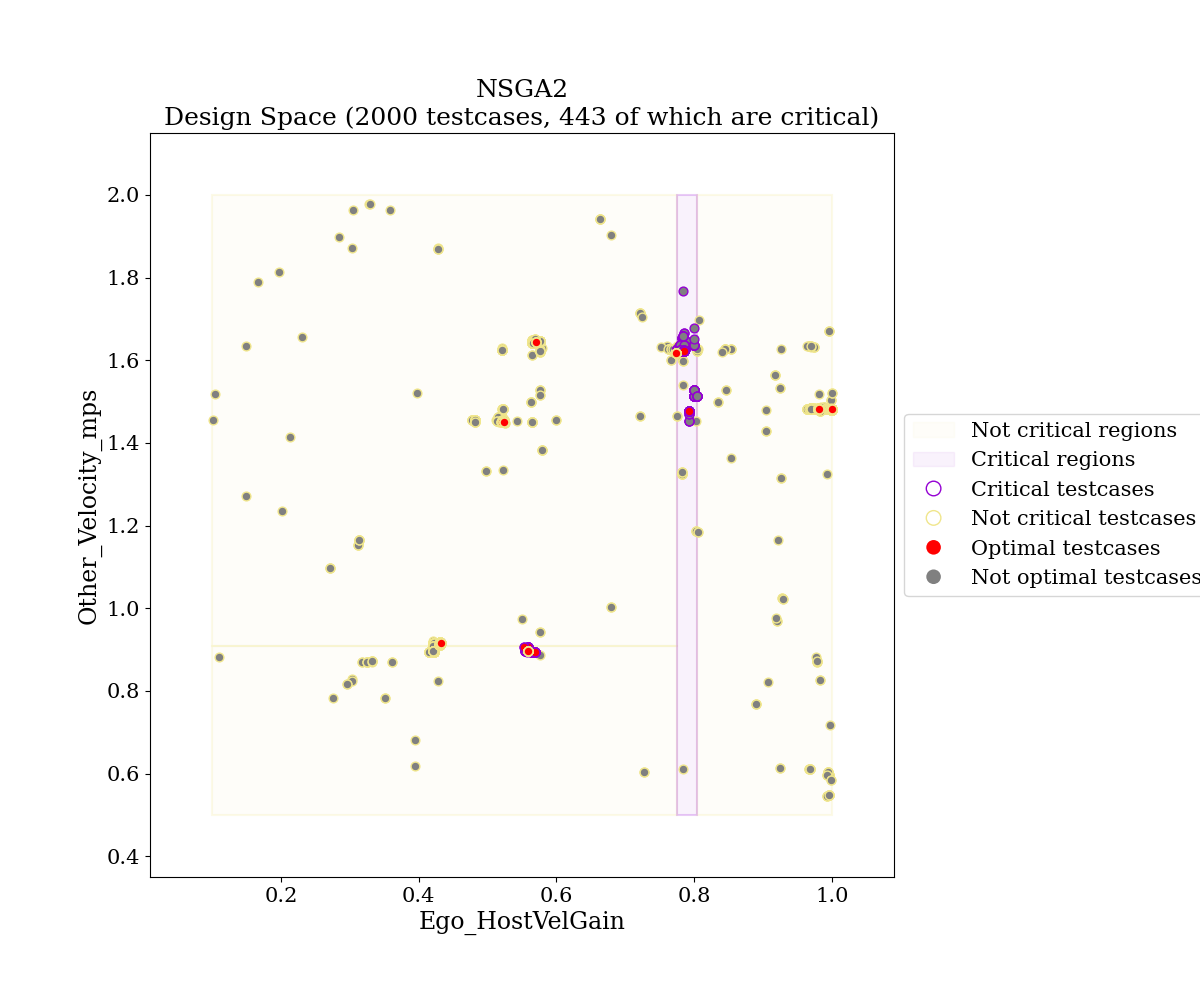 NSGA2
Design Space (2000 testcases, 443 of which are critical)
2.0
1.8
1.6
1.4
1.2
1.0
0.8
0.6
0.4
Other_Velocity_mps
0.2
0.4
0.6
0.8
1.0
Ego_HostVelGain
Not critical regions
Critical regions
Critical testcases
Not critical testcases
Optimal testcases
Not optimal testcases